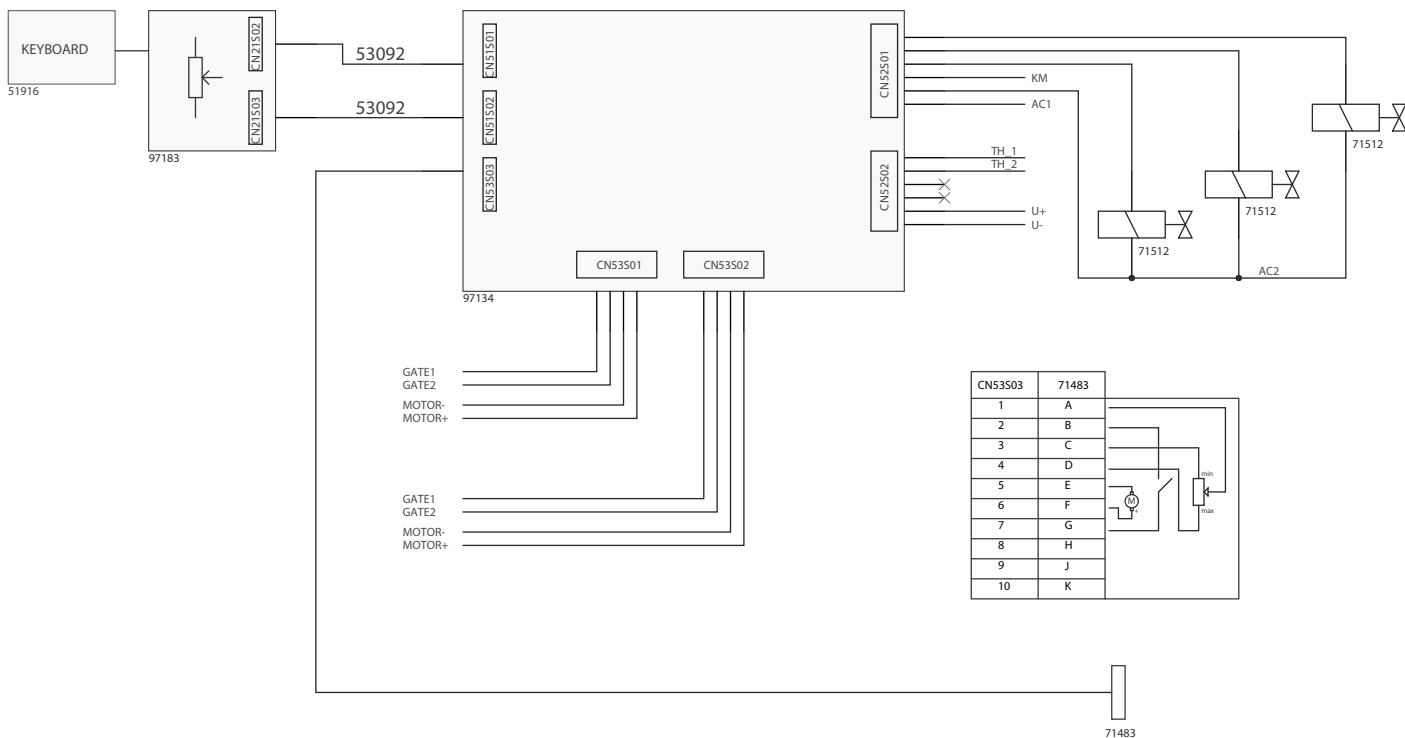 KEYBOARD
51916
CN21S02
CN21S03
97183
53092
53092
CN51S01
CN51S02
CN53S03
CN53S01
CN53S02
97134
CN52S01
CN52S02
KM
AC1
TH_1
TH_2
U+
U-
71512
71512
71512
AC2
GATE1
GATE2
MOTOR-
MOTOR+
GATE1
GATE2
MOTOR-
MOTOR+
CN53S03 71483
1 A
2 B
3 C
4 D
5 E
6 F
7 G
8 H
9 J
10 K
M
+
min
max
71483